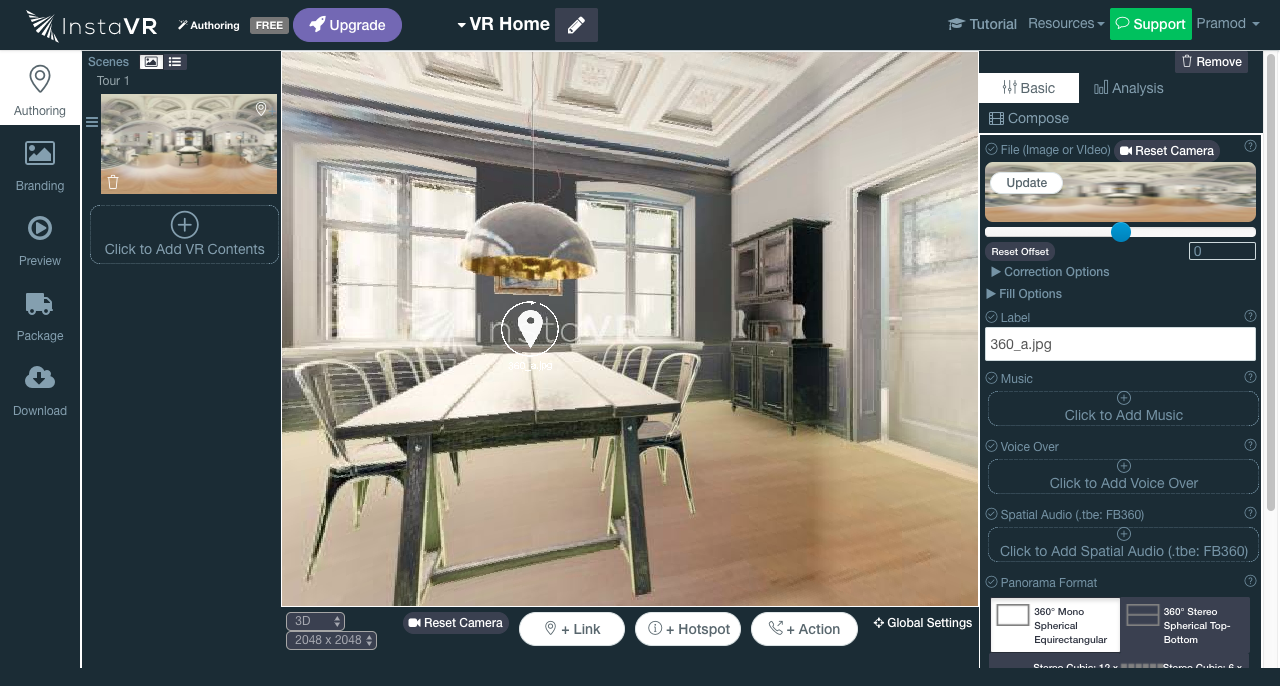 InstaVR
Authoring
FREE
Upgrade
VR Home
Tutorial
Resources
Support
Pramod
Authoring
Branding
Preview
Package
Download
Scenes
Tour 1
Click to Add VR Contents
InstaVR
360_a.jpg
3D
2048 x 2048
Reset Camera
+ Link
+ Hotspot
+ Action
Global Settings
Remove
Basic
Analysis
Compose
File (Image or VIdeo)
Reset Camera
Update
Reset Offset
0
Correction Options
Fill Options
Label
360_a.jpg
Music
Click to Add Music
Voice Over
Click to Add Voice Over
Spatial Audio (.tbe: FB360)
Click to Add Spatial Audio (.tbe: FB360)
Panorama Format
360° Mono
Spherical
Equirectangular
360° Stereo
Spherical Top-
Bottom
Stereo Cubic: 12 x
Stereo Cubic: 6 x